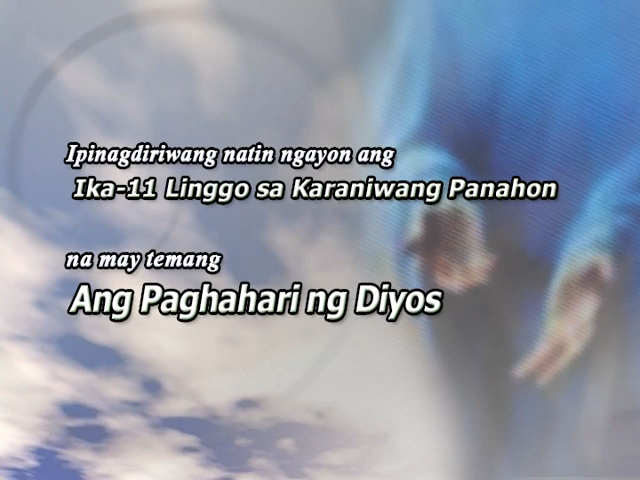 Ipinagdiriwang natin ngayon ang
Ika-11 Linggo sa Karaniwang Panahon
na may temang
Ang Paghahari ng Diyos